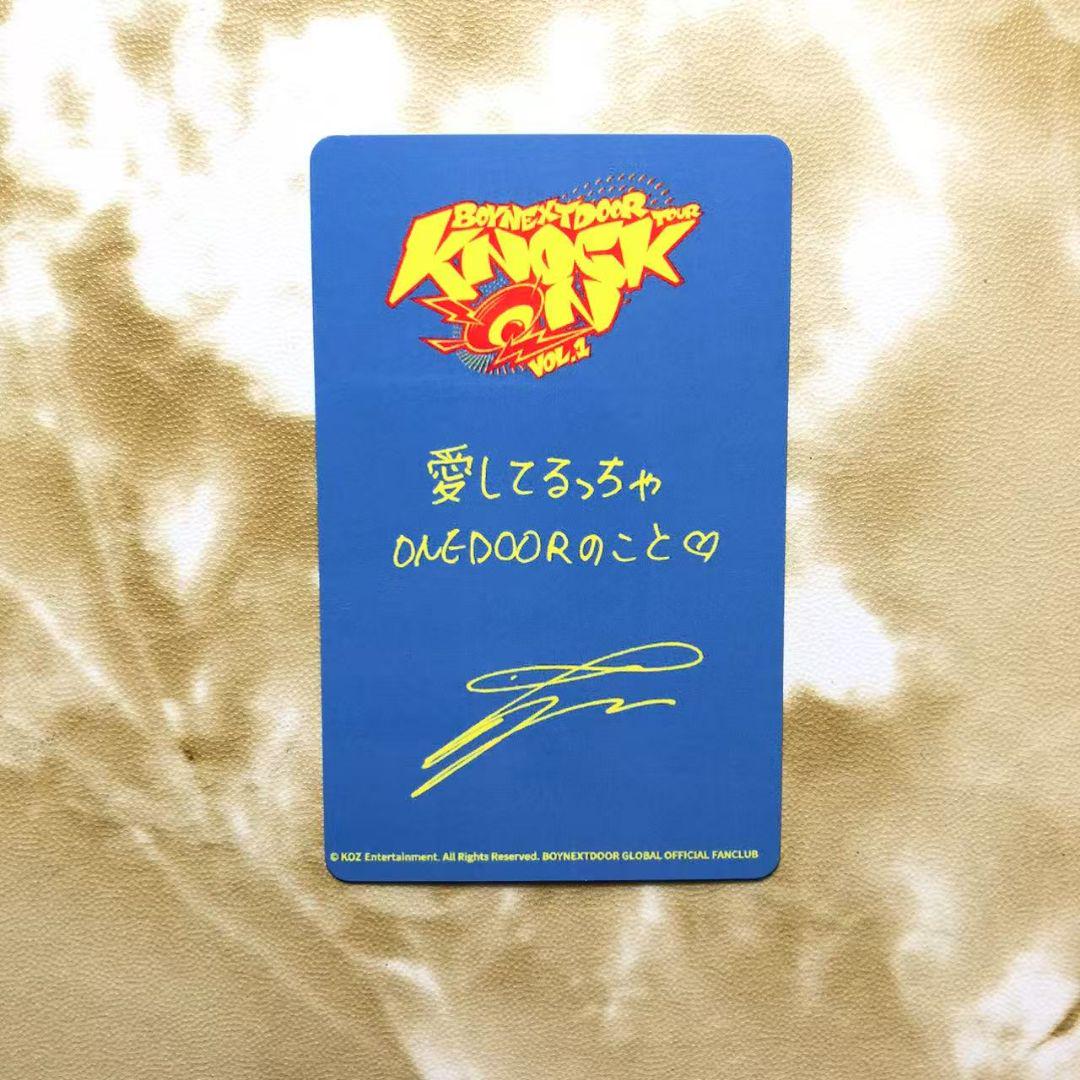 BOYNEXTDOOR TOUR
KNOCK
ON
VOL.1
愛してるっちゃ
ONEDOORのこと♡
© KOZ Entertainment. All Rights Reserved. BOYNEXTDOOR GLOBAL OFFICIAL FANCLUB